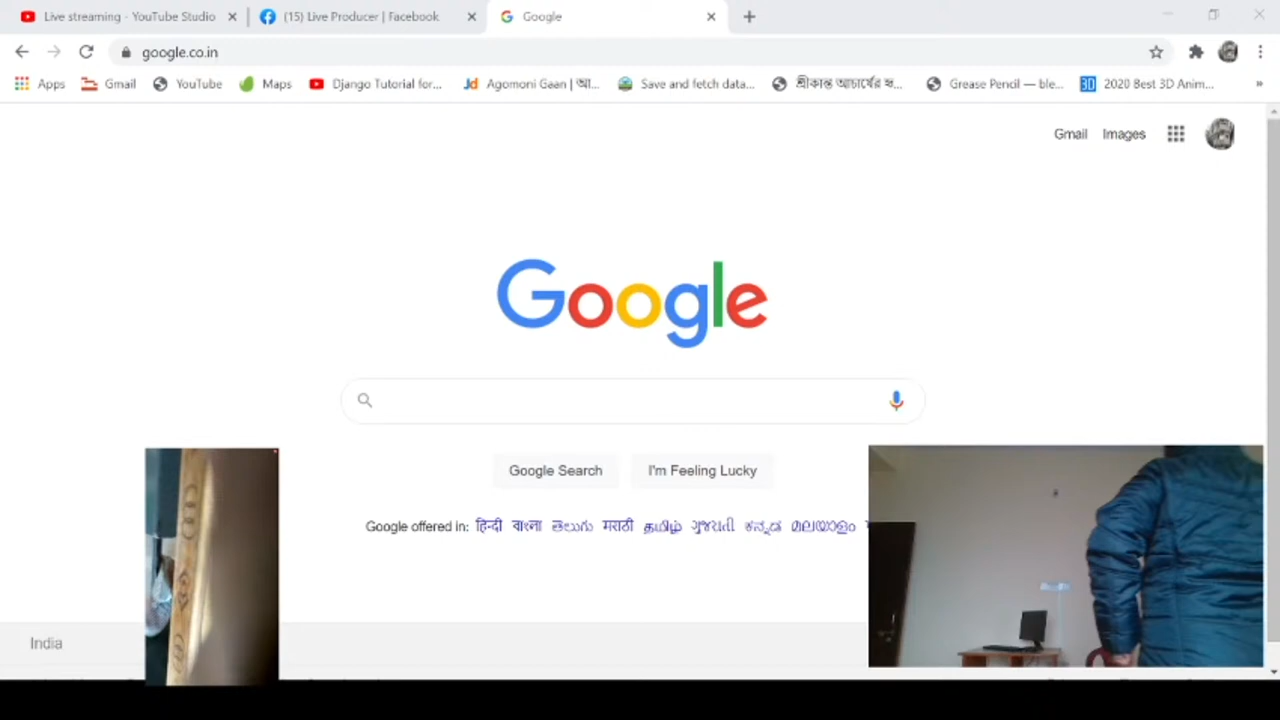 Live streaming - YouTube Studio
(15) Live Producer | Facebook
Google
google.co.in
Apps
Gmail
YouTube
Maps
Django Tutorial for...
Agomoni Gaan | আ...
Save and fetch data...
শ্রীকান্ত আচার্যের স্ব...
Grease Pencil — ble...
2020 Best 3D Anim...
»
Gmail Images
Google
Google Search
I'm Feeling Lucky
Google offered in: हिन्दी বাংলা తెలుగు मराठी தமிழ் ગુજરાતી ಕನ್ನಡ മലയാളം
India